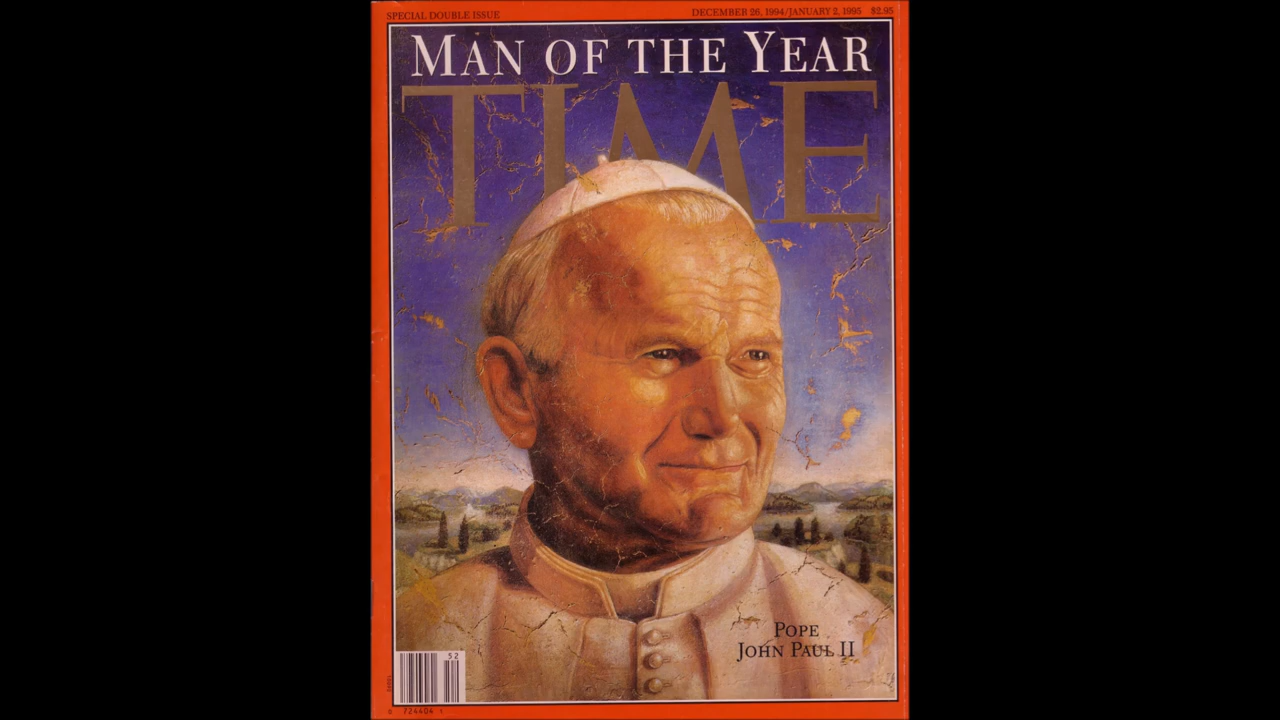 SPECIAL DOUBLE ISSUE
DECEMBER 26, 1994/JANUARY 2, 1995 $2.95
MAN OF THE YEAR
TIME
POPE
JOHN PAUL II
52
724404